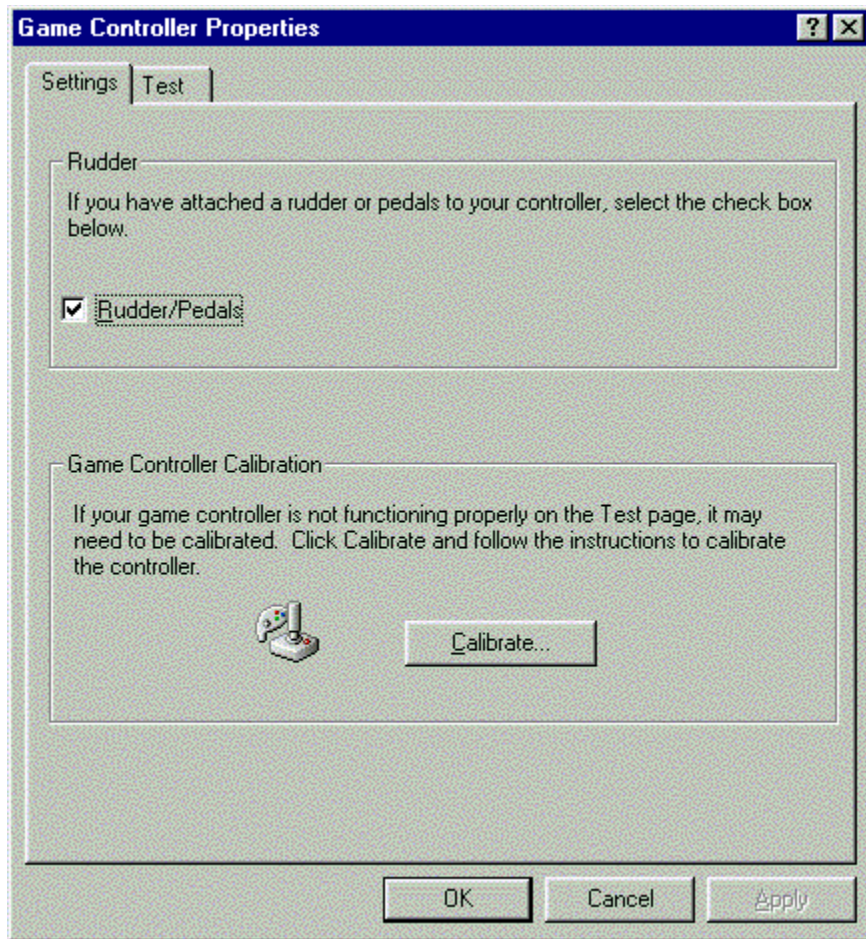 Game Controller Properties
Settings
Test
Rudder
If you have attached a rudder or pedals to your controller, select the check box
below.
Rudder/Pedals
Game Controller Calibration
If your game controller is not functioning properly on the Test page, it may
need to be calibrated.  Click Calibrate and follow the instructions to calibrate
the controller.
Calibrate...
OK
Cancel
Apply